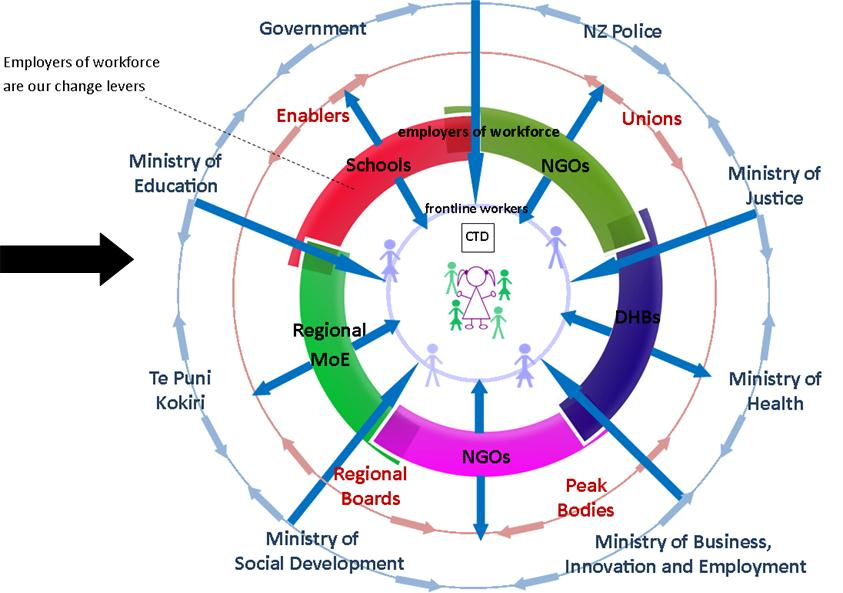 Government
NZ Police
Employers of workforce
are our change levers
Enablers
Unions
employers of workforce
Schools
NGOs
Ministry of
Education
Ministry of
Justice
frontline workers
CTD
DHBs
Regional
MoE
Te Puni
Kokiri
Ministry of
Health
NGOs
Regional
Boards
Peak
Bodies
Ministry of
Social Development
Ministry of Business,
Innovation and Employment